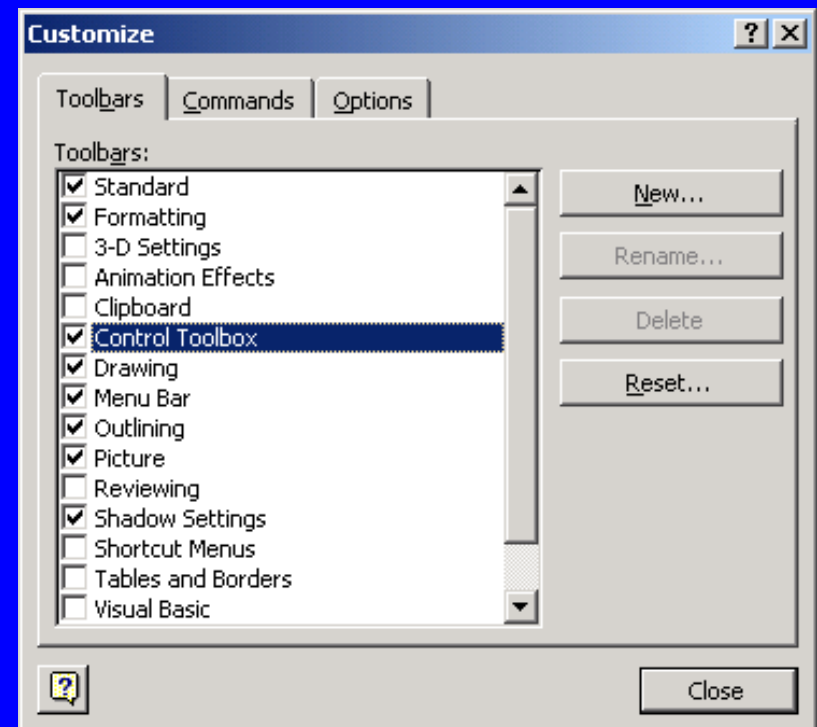 Customize
Toolbars Commands Options
Toolbars:
Standard
Formatting
3-D Settings
Animation Effects
Clipboard
Control Toolbox
Drawing
Menu Bar
Outlining
Picture
Reviewing
Shadow Settings
Shortcut Menus
Tables and Borders
Visual Basic
New...
Rename...
Delete
Reset...
Close